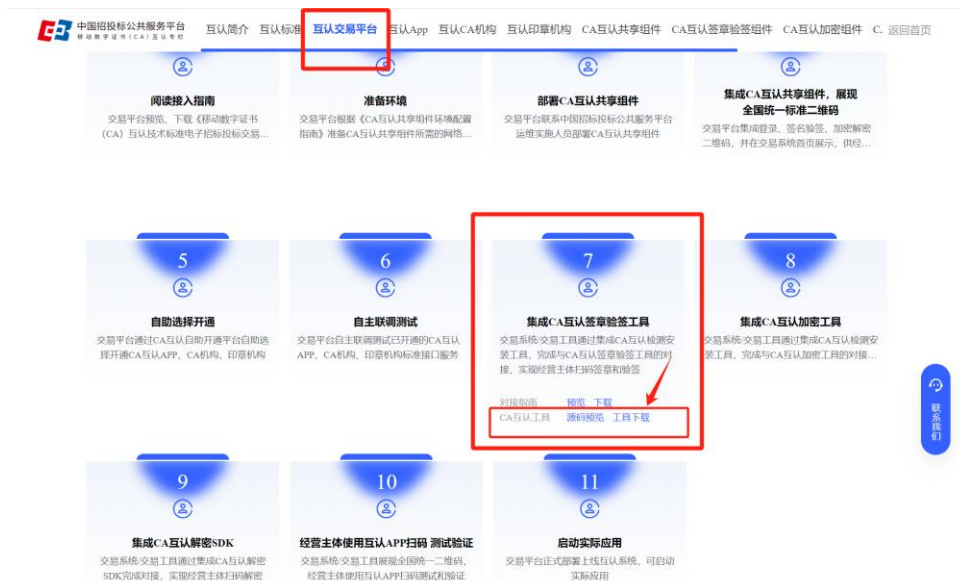 中国招投标公共服务平台
移动数字证书(CA)互认专栏
互认简介 互认标准 互认交易平台 互认App 互认CA机构 互认印章机构 CA互认共享组件 CA互认签章验签组件 CA互认加密组件 C. 返回首页
阅读接入指南
交易平台预览、下载《移动数字证书
(CA)互认技术标准电子招标投标交易...
准备环境
交易平台根据《CA互认共享组件环境配置
指南》准备CA互认共享组件所需的网络...
部署CA互认共享组件
交易平台联系中国招标投标公共服务平台
运维实施人员部署CA互认共享组件
集成CA互认共享组件,展现
全国统一标准二维码
交易平台集成登录、签名验签、加密解密
二维码,并在交易系统首页展示,供经...
5
自助选择开通
交易平台通过CA互认自助开通平台自助选
择开通CA互认APP、CA机构、印章机构
6
自主联调测试
交易平台自主联调测试已开通的CA互认
APP、CA机构、印章机构标准接口服务
7
集成CA互认签章验签工具
交易系统/交易工具通过集成CA互认检测安
装工具,完成与CA互认签章验签工具的对
接,实现经营主体扫码签章和验签
对接指南 预览 下载
CA互认工具 源码预览 工具下载
8
集成CA互认加密工具
交易系统/交易工具通过集成CA互认检测安
装工具,完成与CA互认加密工具的对接...
联系我们
9
集成CA互认解密SDK
交易系统/交易工具通过集成CA互认解密
SDK完成对接,实现经营主体扫码解密
10
经营主体使用互认APP扫码 测试验证
交易系统/交易工具展现全国统一二维码,
经营主体使用互认APP扫码测试和验证
11
启动实际应用
交易平台正式部署上线互认系统,可启动
实际应用